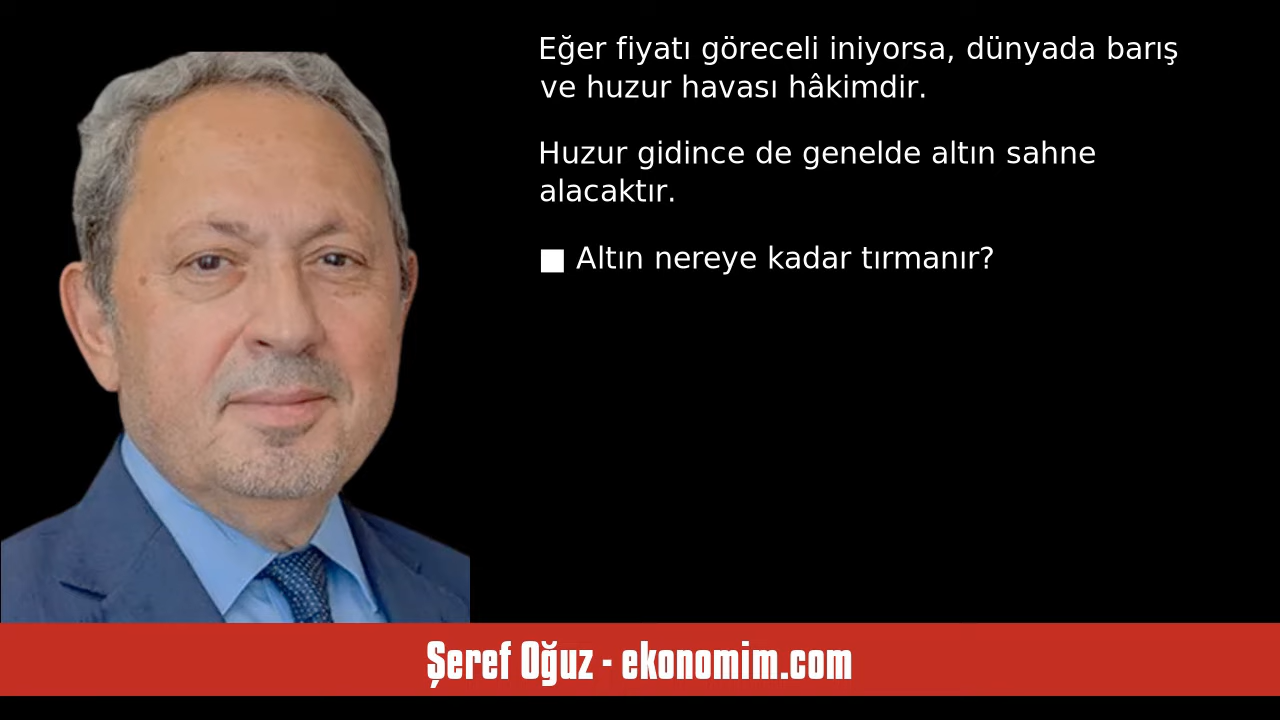 Eğer fiyatı göreceli iniyorsa, dünyada barış
ve huzur havası hâkimdir.
Huzur gidince de genelde altın sahne
alacaktır.
■ Altın nereye kadar tırmanır?
Şeref Oğuz - ekonomim.com